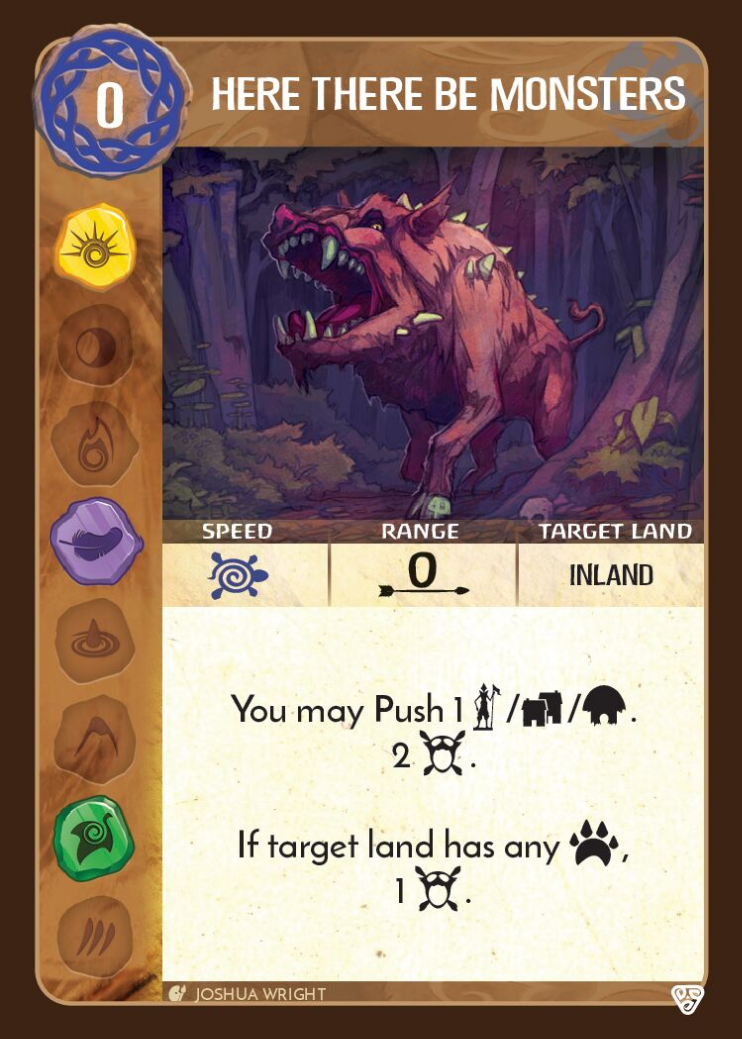 0
HERE THERE BE MONSTERS
SPEED RANGE TARGET LAND
0 INLAND
You may Push 1 / / .
2 .
If target land has any ,
1 .
JOSHUA WRIGHT